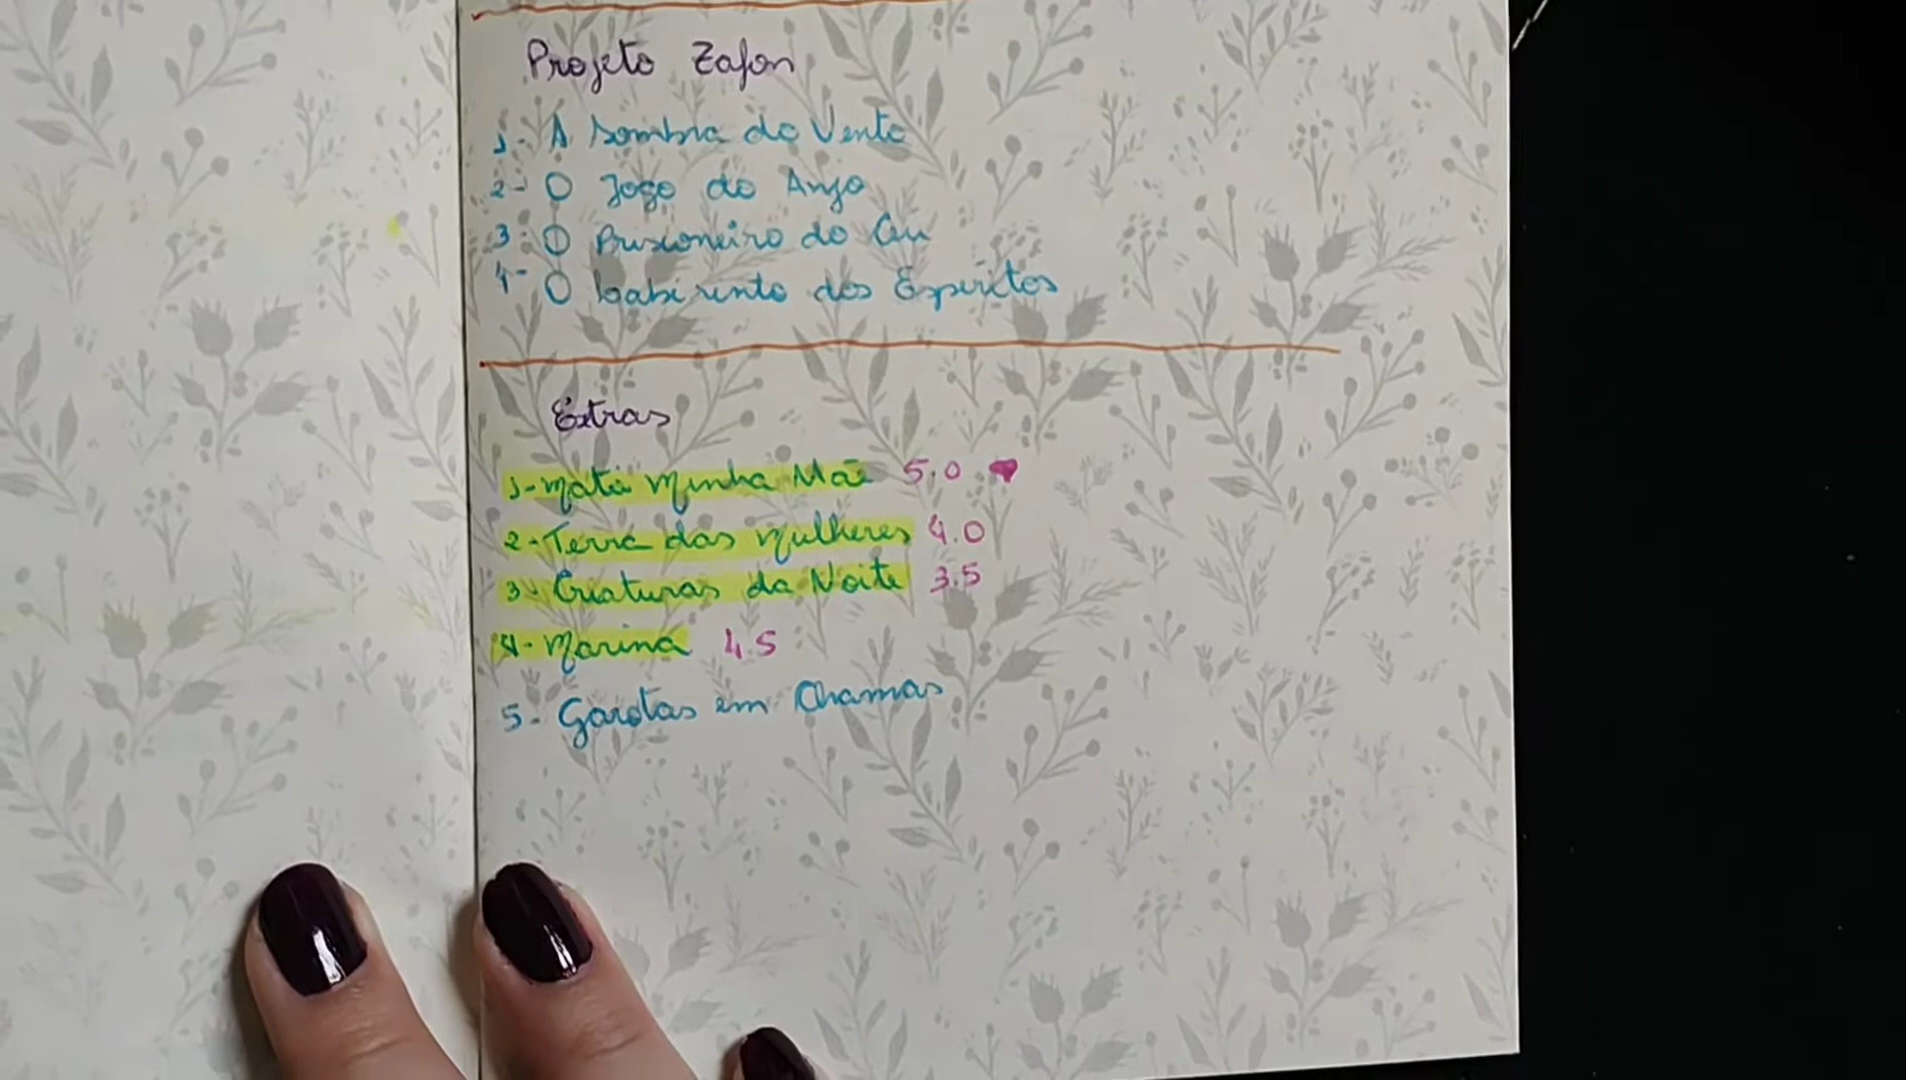 Projeto Zafon
1- A Sombra do Vento
2- O Jogo do Anjo
3- O Prisioneiro do Céu
4- O Labirinto dos Espíritos
Extras
1- Matei Minha Mãe 5.0
2- Terra das Mulheres 4.0
3- Criaturas da Noite 3.5
4- Marina 4.5
5- Garotas em Chamas